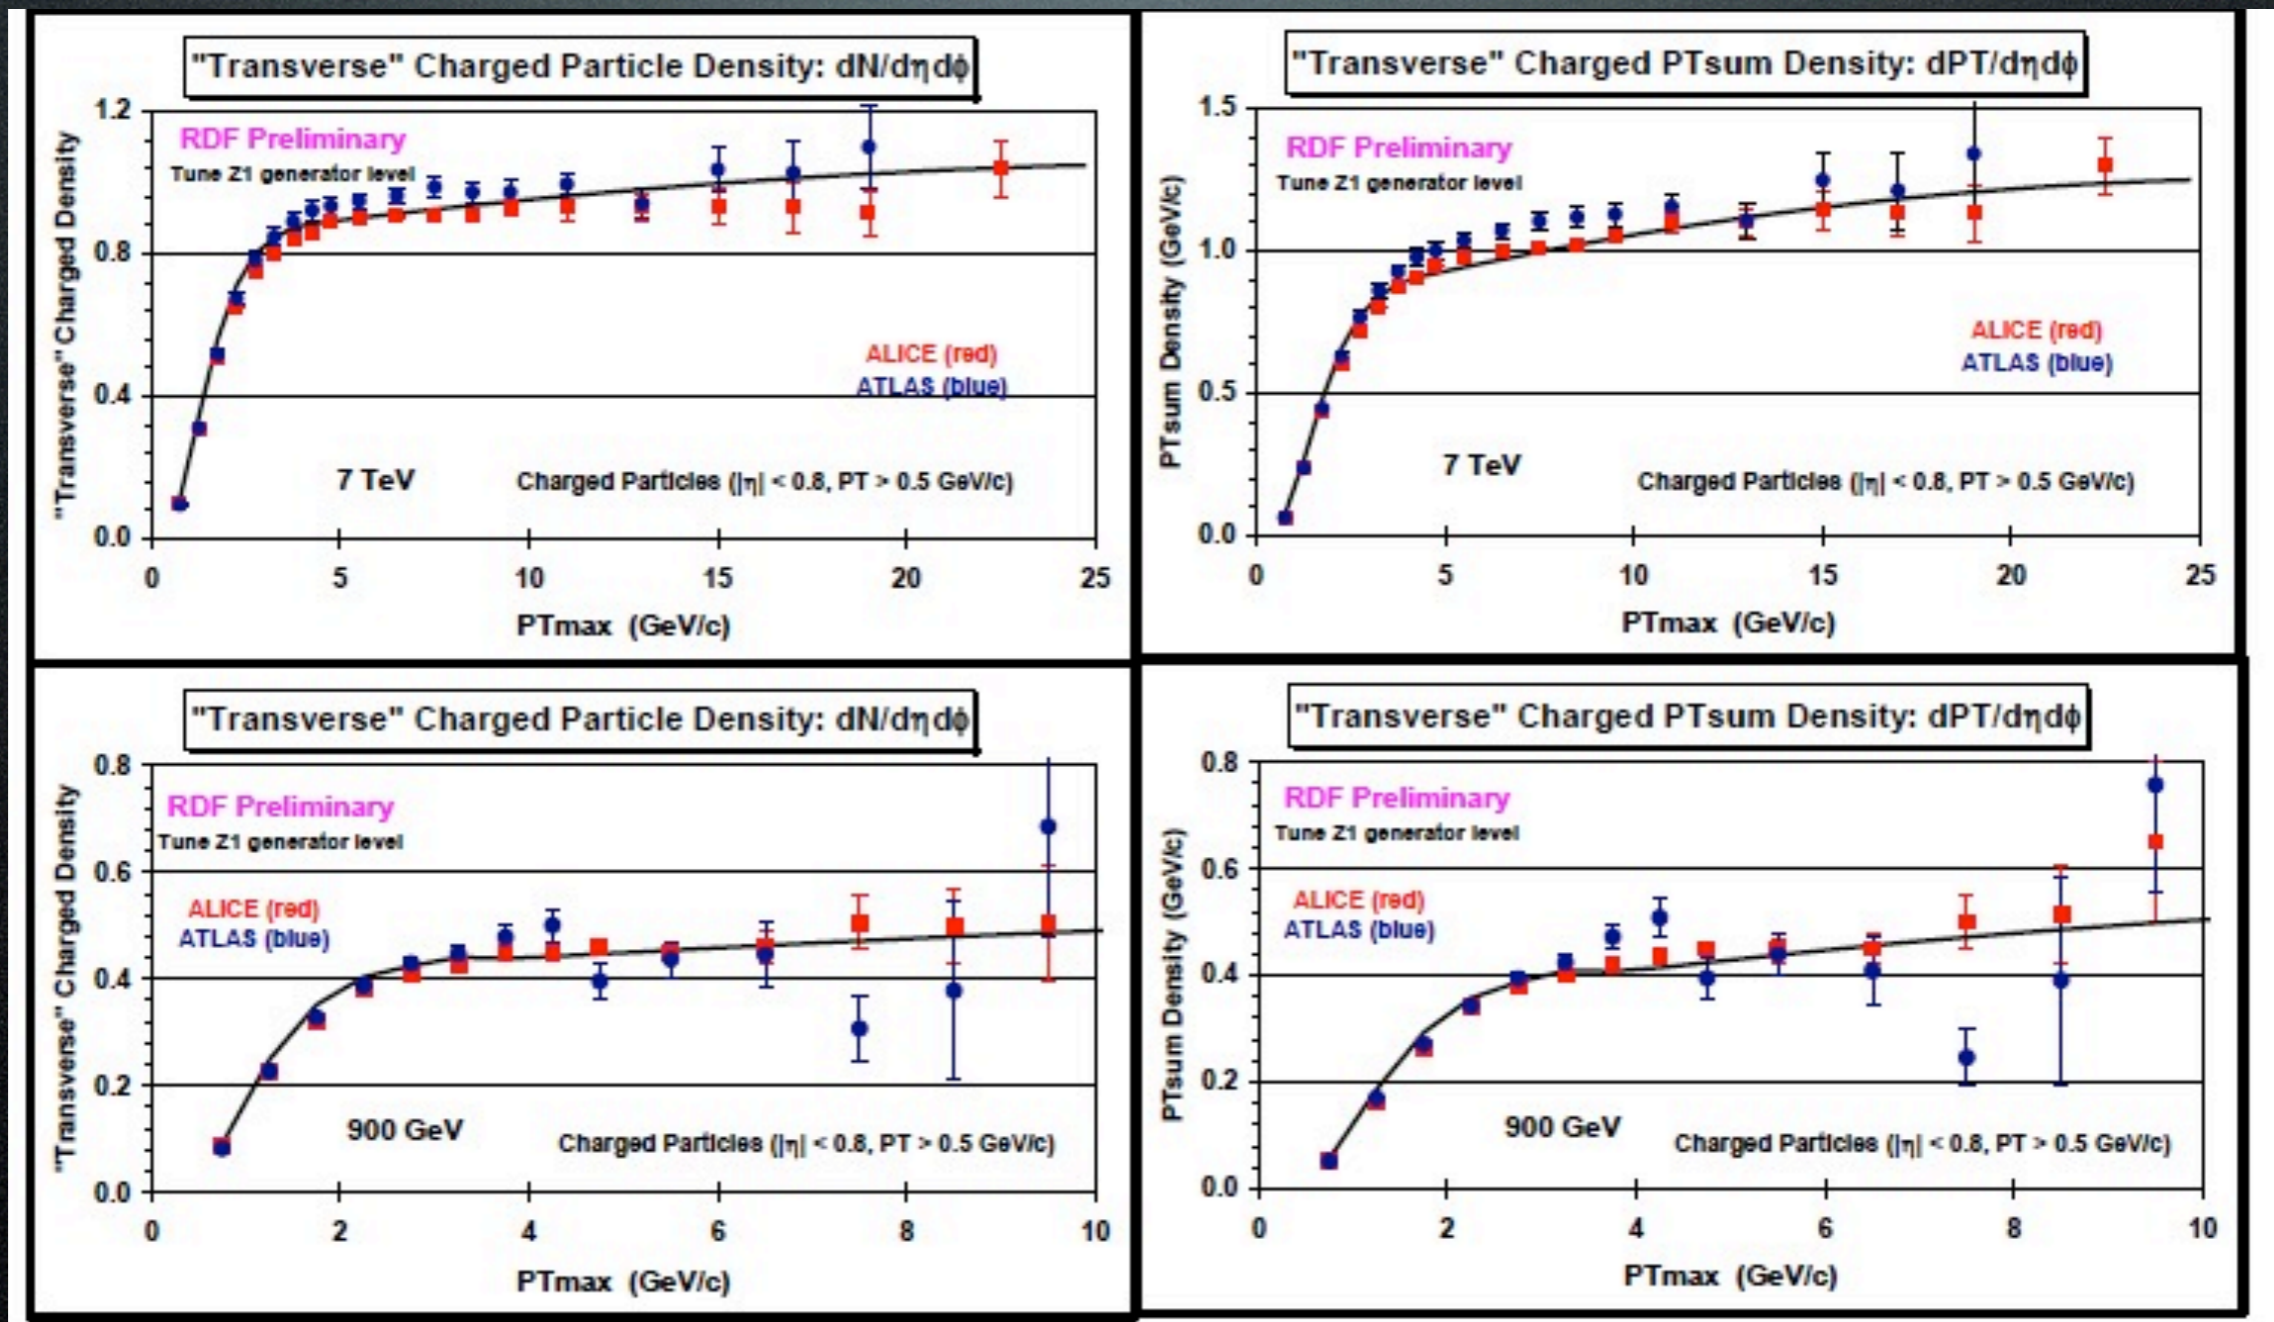 "Transverse" Charged Particle Density: dN/dηdϕ
"Transverse" Charged Density
1.2
0.8
0.4
0.0
RDF Preliminary
Tune Z1 generator level
ALICE (red)
ATLAS (blue)
7 TeV
Charged Particles (|η| < 0.8, PT > 0.5 GeV/c)
0 5 10 15 20 25
PTmax (GeV/c)
"Transverse" Charged PTsum Density: dPT/dηdϕ
PTsum Density (GeV/c)
1.5
1.0
0.5
0.0
RDF Preliminary
Tune Z1 generator level
ALICE (red)
ATLAS (blue)
7 TeV
Charged Particles (|η| < 0.8, PT > 0.5 GeV/c)
0 5 10 15 20 25
PTmax (GeV/c)
"Transverse" Charged Particle Density: dN/dηdϕ
"Transverse" Charged Density
0.8
0.6
0.4
0.2
0.0
RDF Preliminary
Tune Z1 generator level
ALICE (red)
ATLAS (blue)
900 GeV
Charged Particles (|η| < 0.8, PT > 0.5 GeV/c)
0 2 4 6 8 10
PTmax (GeV/c)
"Transverse" Charged PTsum Density: dPT/dηdϕ
PTsum Density (GeV/c)
0.8
0.6
0.4
0.2
0.0
RDF Preliminary
Tune Z1 generator level
ALICE (red)
ATLAS (blue)
900 GeV
Charged Particles (|η| < 0.8, PT > 0.5 GeV/c)
0 2 4 6 8 10
PTmax (GeV/c)